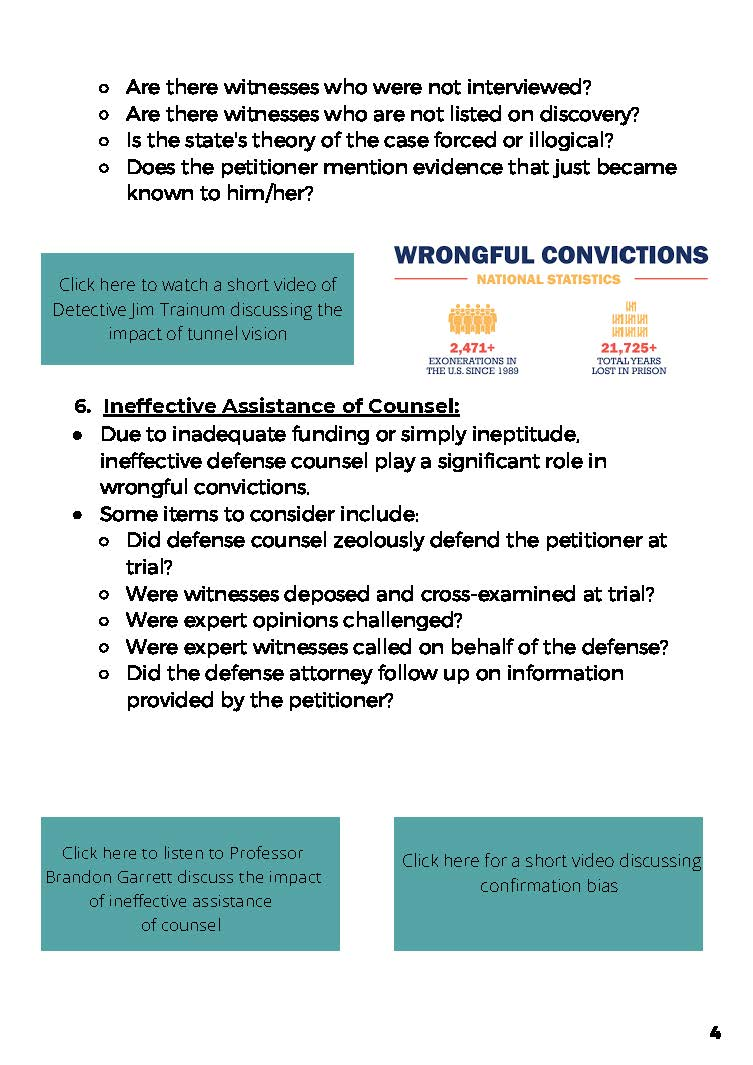 Are there witnesses who were not interviewed?
Are there witnesses who are not listed on discovery?
Is the state's theory of the case forced or illogical?
Does the petitioner mention evidence that just became
known to him/her?
Click here to watch a short video of
Detective Jim Trainum discussing the
impact of tunnel vision
WRONGFUL CONVICTIONS
NATIONAL STATISTICS
2,471+
EXONERATIONS IN
THE U.S. SINCE 1989
21,725+
TOTAL YEARS
LOST IN PRISON
6. Ineffective Assistance of Counsel:
Due to inadequate funding or simply ineptitude,
ineffective defense counsel play a significant role in
wrongful convictions.
Some items to consider include:
Did defense counsel zeolously defend the petitioner at
trial?
Were witnesses deposed and cross-examined at trial?
Were expert opinions challenged?
Were expert witnesses called on behalf of the defense?
Did the defense attorney follow up on information
provided by the petitioner?
Click here to listen to Professor
Brandon Garrett discuss the impact
of ineffective assistance
of counsel
Click here for a short video discussing
confirmation bias
4